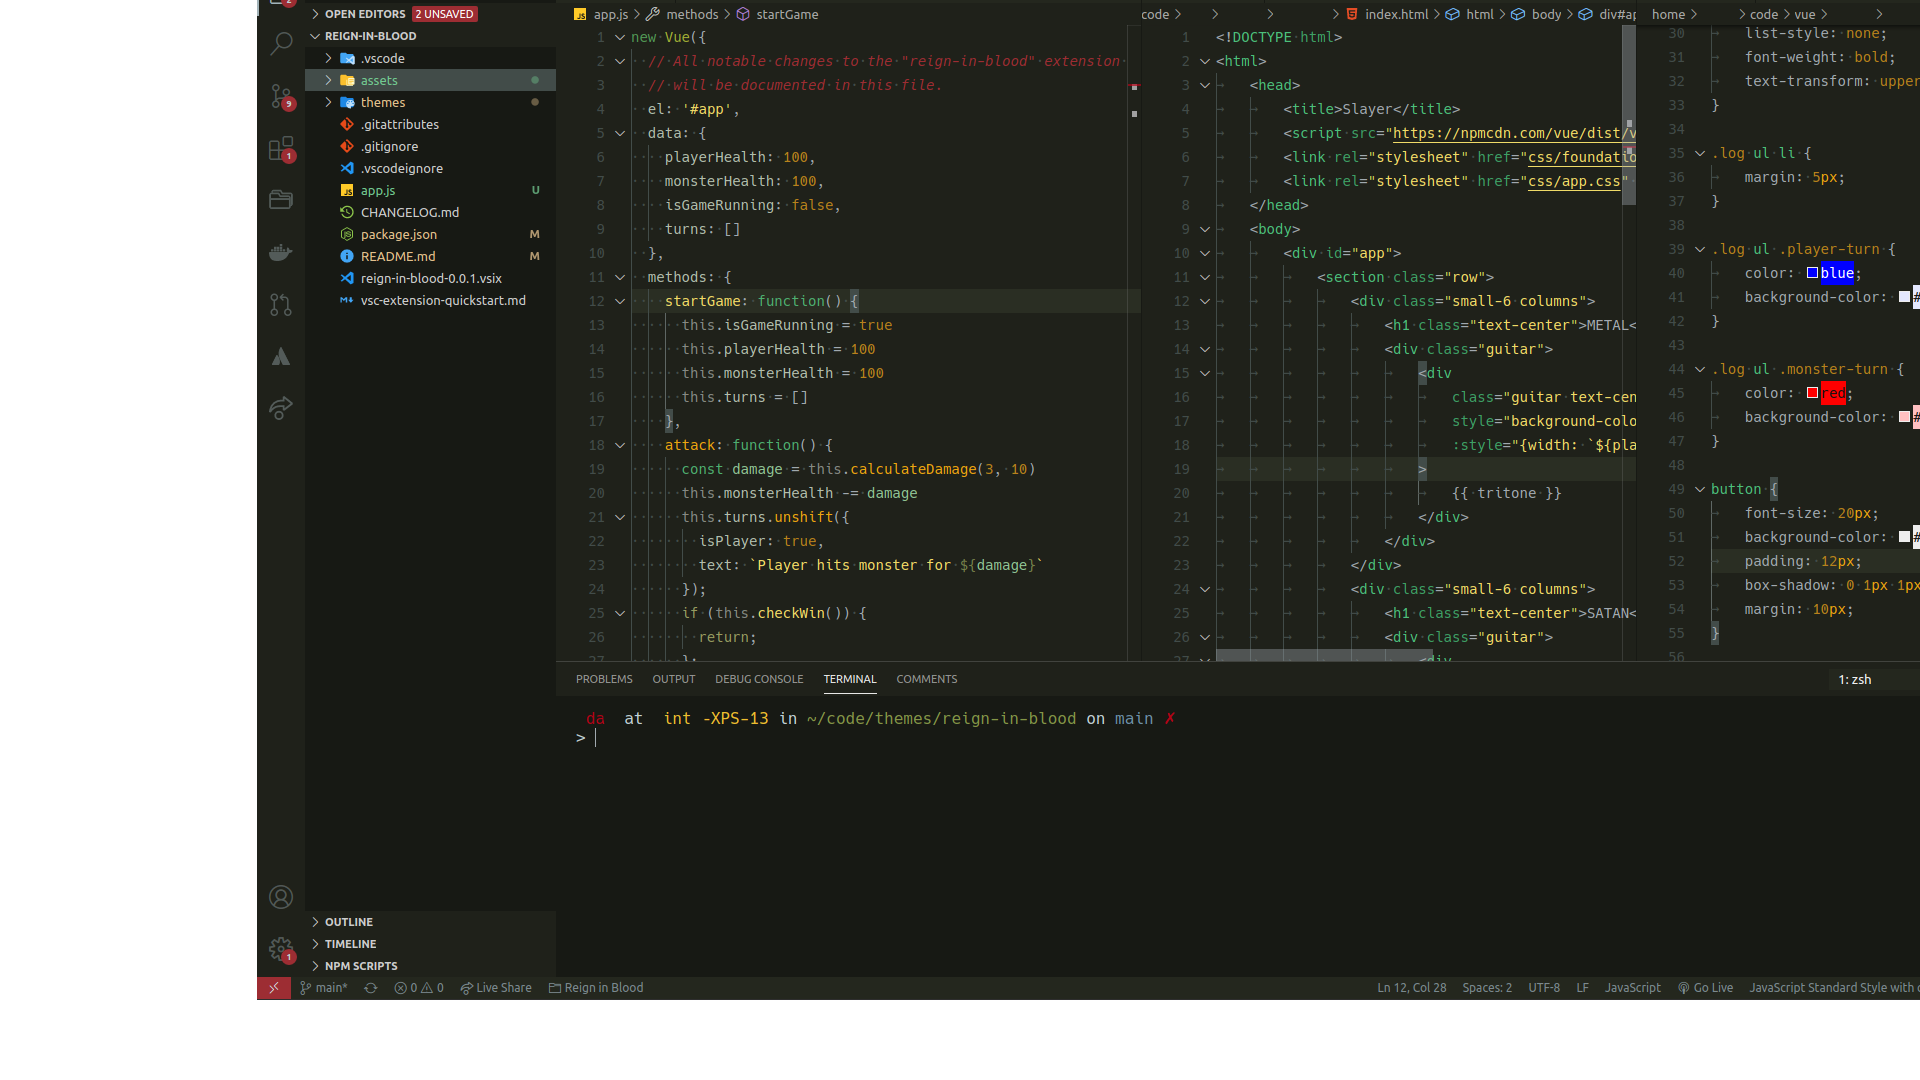 OPEN EDITORS 2 UNSAVED
REIGN-IN-BLOOD
.vscode
assets
themes
.gitattributes
.gitignore
.vscodeignore
app.js U
CHANGELOG.md
package.json M
README.md M
reign-in-blood-0.0.1.vsix
vsc-extension-quickstart.md
OUTLINE
TIMELINE
NPM SCRIPTS
2
9
1
1
app.js > methods > startGame
1 new Vue({
2 // All notable changes to the "reign-in-blood" extension
3 // will be documented in this file.
4 el: '#app',
5 data: {
6 playerHealth: 100,
7 monsterHealth: 100,
8 isGameRunning: false,
9 turns: []
10 },
11 methods: {
12 startGame: function() {
13 this.isGameRunning = true
14 this.playerHealth = 100
15 this.monsterHealth = 100
16 this.turns = []
17 },
18 attack: function() {
19 const damage = this.calculateDamage(3, 10)
20 this.monsterHealth -= damage
21 this.turns.unshift({
22 isPlayer: true,
23 text: `Player hits monster for ${damage}`
24 });
25 if (this.checkWin()) {
26 return;
27 };
code > > > > index.html > html > body > div#ap
1 <!DOCTYPE html>
2 <html>
3 <head>
4 <title>Slayer</title>
5 <script src="https://npmcdn.com/vue/dist/v
6 <link rel="stylesheet" href="css/foundatio
7 <link rel="stylesheet" href="css/app.css"
8 </head>
9 <body>
10 <div id="app">
11 <section class="row">
12 <div class="small-6 columns">
13 <h1 class="text-center">METAL<
14 <div class="guitar">
15 <div
16 class="guitar text-cen
17 style="background-colo
18 :style="{width: `${pla
19 >
20 {{ tritone }}
21 </div>
22 </div>
23 </div>
24 <div class="small-6 columns">
25 <h1 class="text-center">SATAN<
26 <div class="guitar">
27 <div
home > > code > vue > >
30 list-style: none;
31 font-weight: bold;
32 text-transform: upper
33 }
34
35 .log ul li {
36 margin: 5px;
37 }
38
39 .log ul .player-turn {
40 color: blue;
41 background-color: #
42 }
43
44 .log ul .monster-turn {
45 color: red;
46 background-color: #
47 }
48
49 button {
50 font-size: 20px;
51 background-color: #
52 padding: 12px;
53 box-shadow: 0 1px 1px
54 margin: 10px;
55 }
56
PROBLEMS OUTPUT DEBUG CONSOLE TERMINAL COMMENTS 1: zsh
da at int -XPS-13 in ~/code/themes/reign-in-blood on main ✗
>
main* 0 0 Live Share Reign in Blood Ln 12, Col 28 Spaces: 2 UTF-8 LF JavaScript Go Live JavaScript Standard Style with